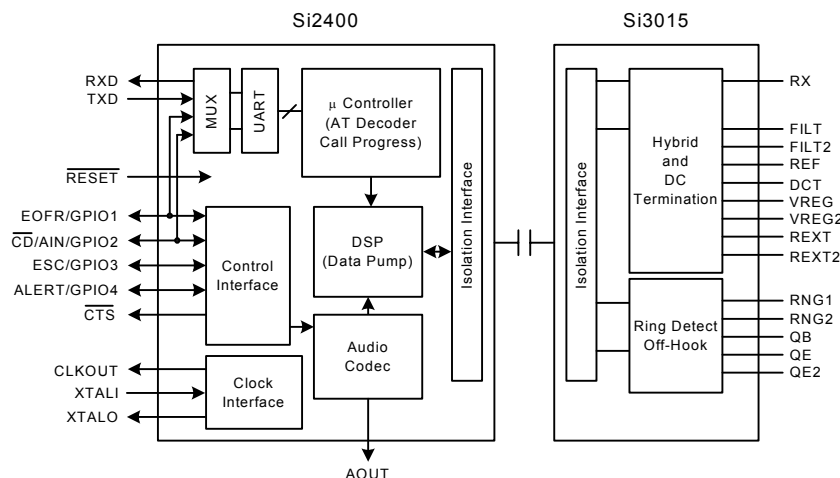 Si2400
Si3015
RXD
TXD
RESET
EOFR/GPIO1
CD/AIN/GPIO2
ESC/GPIO3
ALERT/GPIO4
CTS
CLKOUT
XTALI
XTALO
MUX
UART
μ Controller
(AT Decoder
Call Progress)
Control
Interface
DSP
(Data Pump)
Clock
Interface
Audio
Codec
AOUT
Isolation Interface
Isolation Interface
Hybrid
and
DC
Termination
Ring Detect
Off-Hook
RX
FILT
FILT2
REF
DCT
VREG
VREG2
REXT
REXT2
RNG1
RNG2
QB
QE
QE2